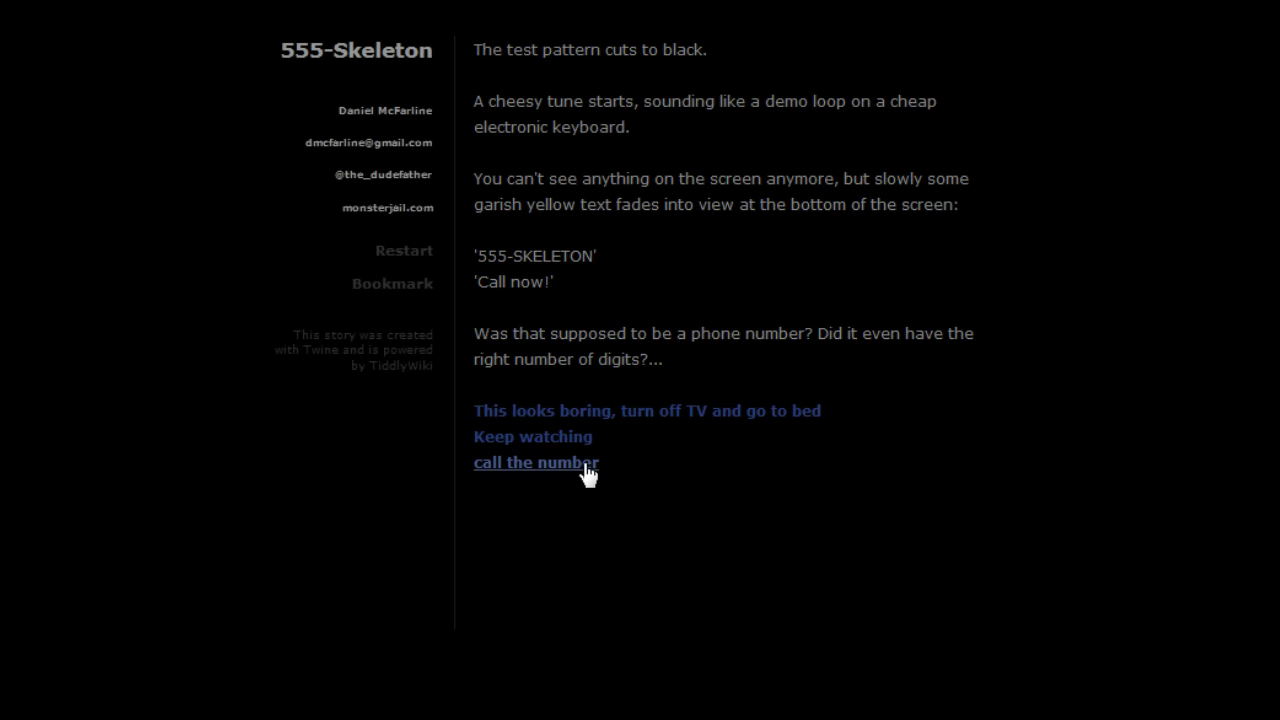 555-Skeleton
Daniel McFarline
dmcfarline@gmail.com
@the_dudefather
monsterjail.com
Restart
Bookmark
This story was created
with Twine and is powered
by TiddlyWiki
The test pattern cuts to black.
A cheesy tune starts, sounding like a demo loop on a cheap
electronic keyboard.
You can't see anything on the screen anymore, but slowly some
garish yellow text fades into view at the bottom of the screen:
'555-SKELETON'
'Call now!'
Was that supposed to be a phone number? Did it even have the
right number of digits?...
This looks boring, turn off TV and go to bed
Keep watching
call the number